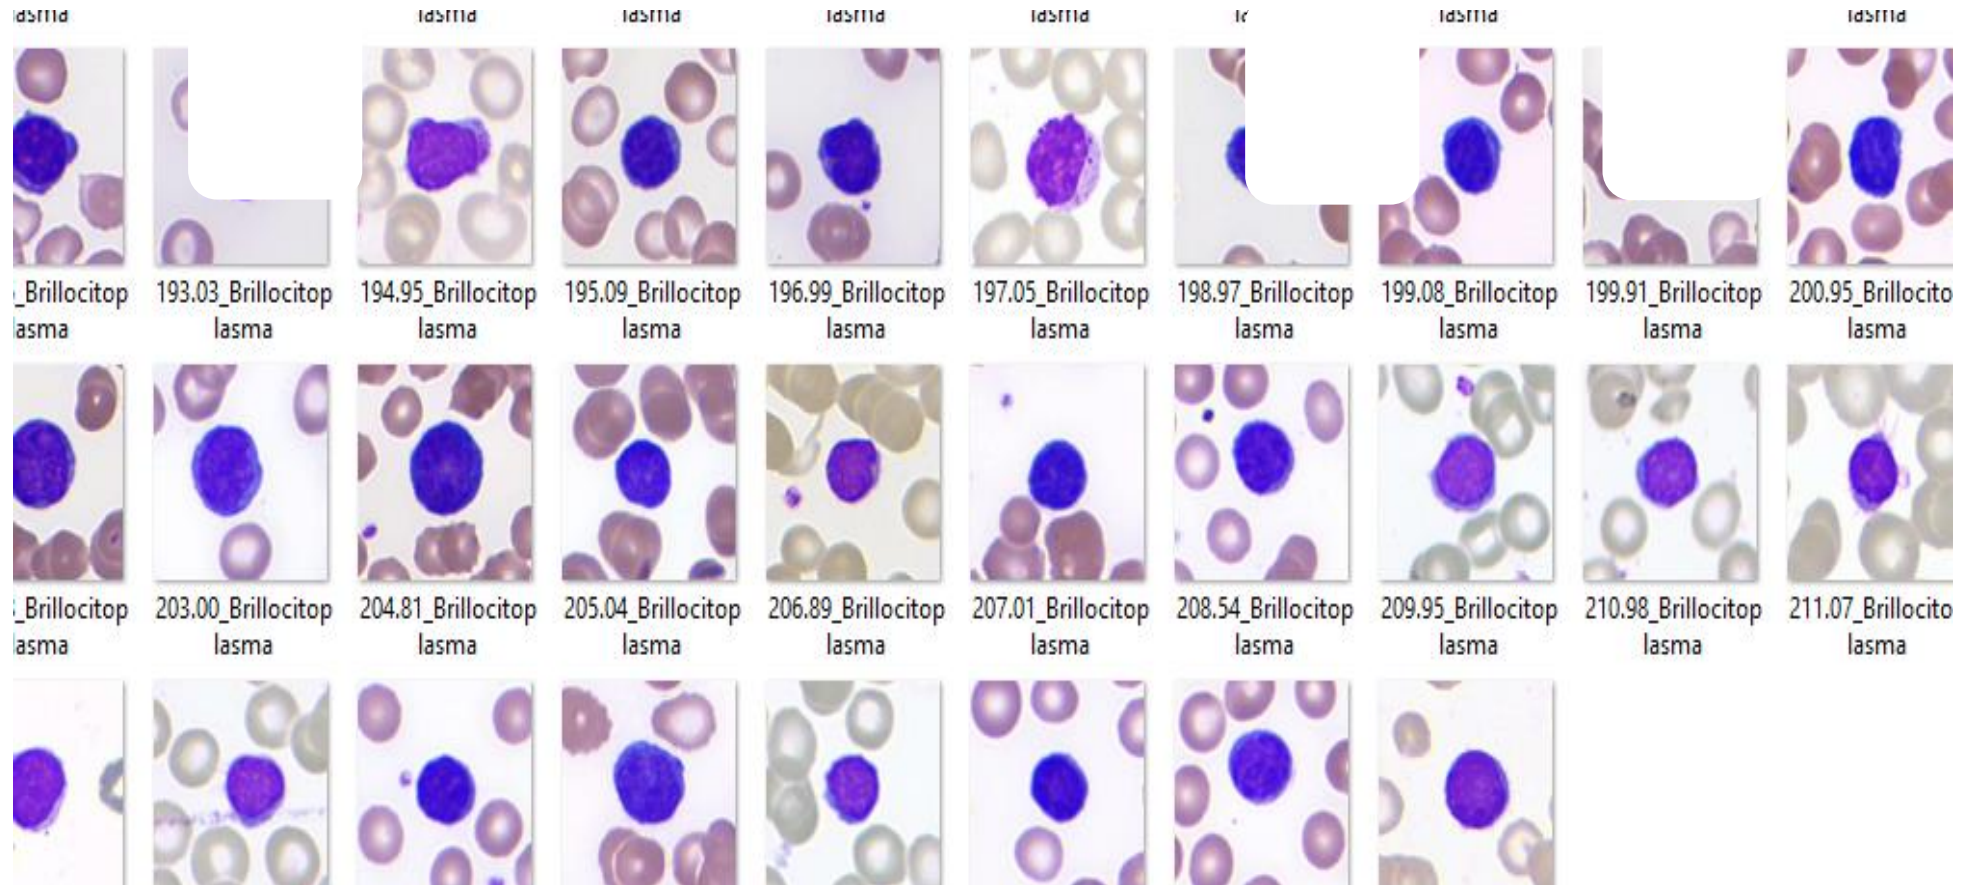 lasma lasma lasma lasma lasma lasma lasma
_Brillocitop 193.03_Brillocitop 194.95_Brillocitop 195.09_Brillocitop 196.99_Brillocitop 197.05_Brillocitop 198.97_Brillocitop 199.08_Brillocitop 199.91_Brillocitop 200.95_Brillocito
lasma lasma lasma lasma lasma lasma lasma lasma lasma lasma
_Brillocitop 203.00_Brillocitop 204.81_Brillocitop 205.04_Brillocitop 206.89_Brillocitop 207.01_Brillocitop 208.54_Brillocitop 209.95_Brillocitop 210.98_Brillocitop 211.07_Brillocito
lasma lasma lasma lasma lasma lasma lasma lasma lasma lasma